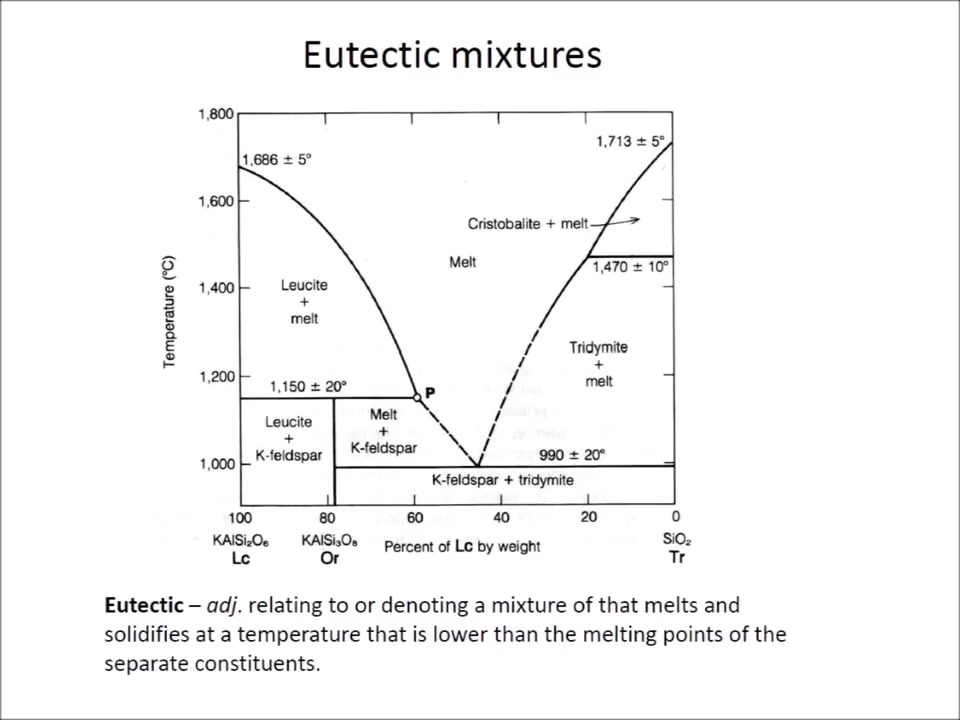 Eutectic mixtures
1,800
1,713 ± 5°
1,686 ± 5°
1,600
Cristobalite + melt
Melt
1,470 ± 10°
Temperature (°C)
1,400
Leucite
+
melt
Tridymite
+
melt
1,200
1,150 ± 20°
P
Leucite
+
K-feldspar
Melt
+
K-feldspar
990 ± 20°
1,000
K-feldspar + tridymite
100 80 60 40 20 0
KAlSi₂O₆ KAlSi₃O₈ Percent of Lc by weight SiO₂
Lc Or Tr
Eutectic – adj. relating to or denoting a mixture of that melts and
solidifies at a temperature that is lower than the melting points of the
separate constituents.